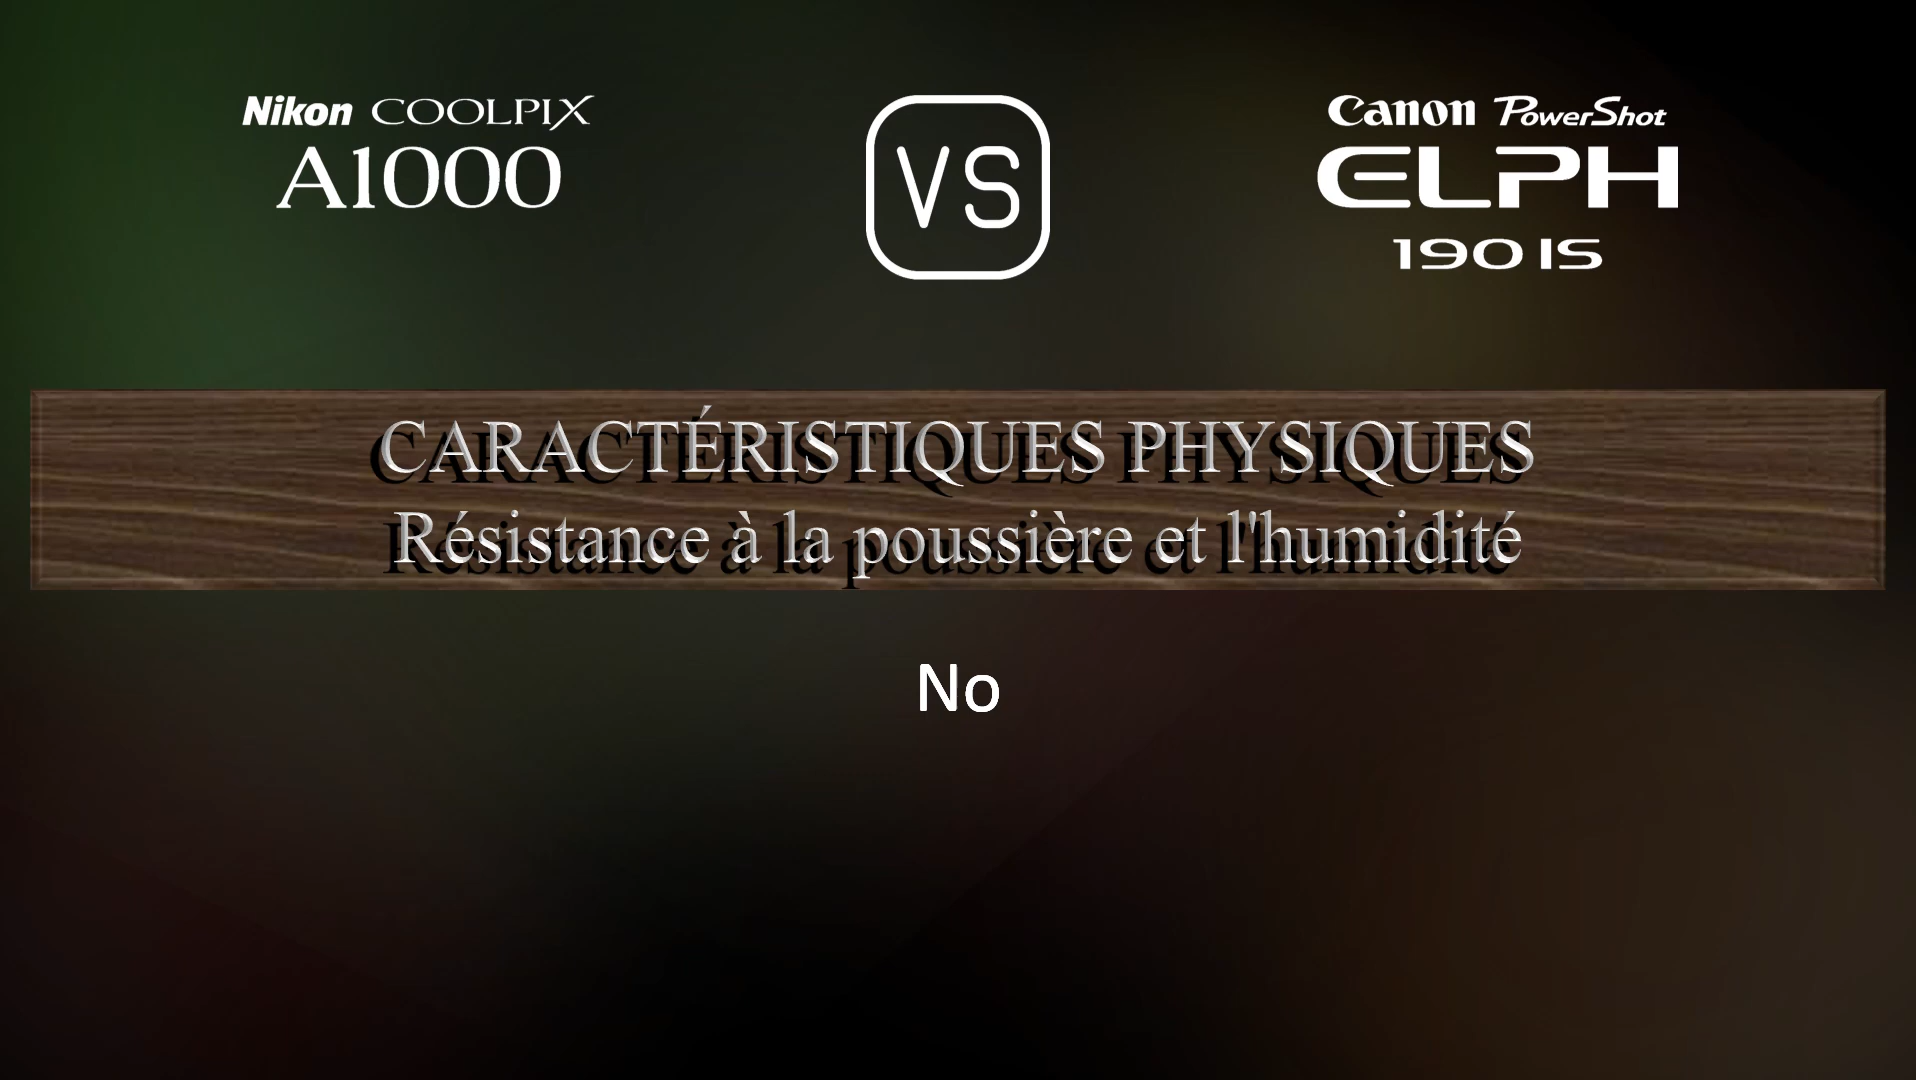 Nikon COOLPIX
A1000
VS
Canon PowerShot
ELPH
190 IS
CARACTÉRISTIQUES PHYSIQUES
Résistance à la poussière et l'humidité
No